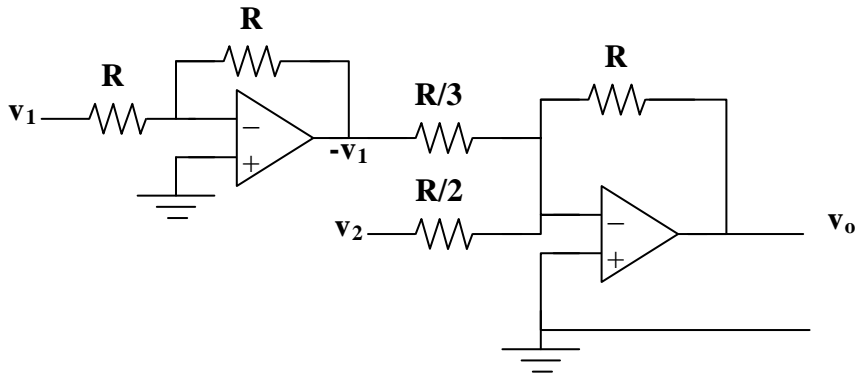 R
R
R
R/3
v₁
−
+
-v₁
R/2
v₂
−
+
vₒ